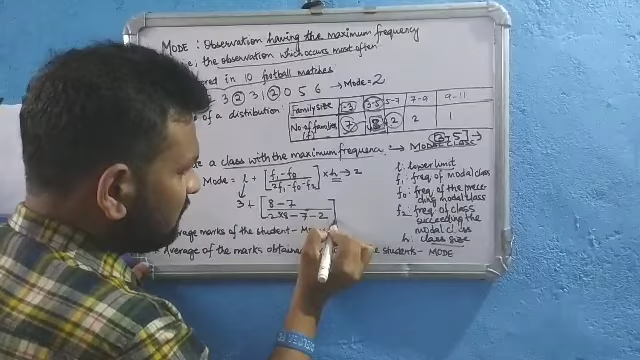 MODE: Observation having the maximum frequency
the observation which occurs most often
in 10 football matches
2 3 1 2 0 5 6 → Mode = 2
of a distribution:
Family size 1-3 3-5 5-7 7-9 9-11
No of families (f) 7 8 2 2 1
[3-5] →
a class with the maximum frequency. → MODAL CLASS
Mode = l + [f₁-f₀ / 2f₁-f₀-f₂] × h → 2
3 + [8-7 / 2×8-7-2]
l: lower limit
f₁: freq. of modal class
f₀: freq. of the preceding modal class
f₂: freq. of class succeeding the modal class
h: class size
marks of the student -
Average of the marks the students - MODE